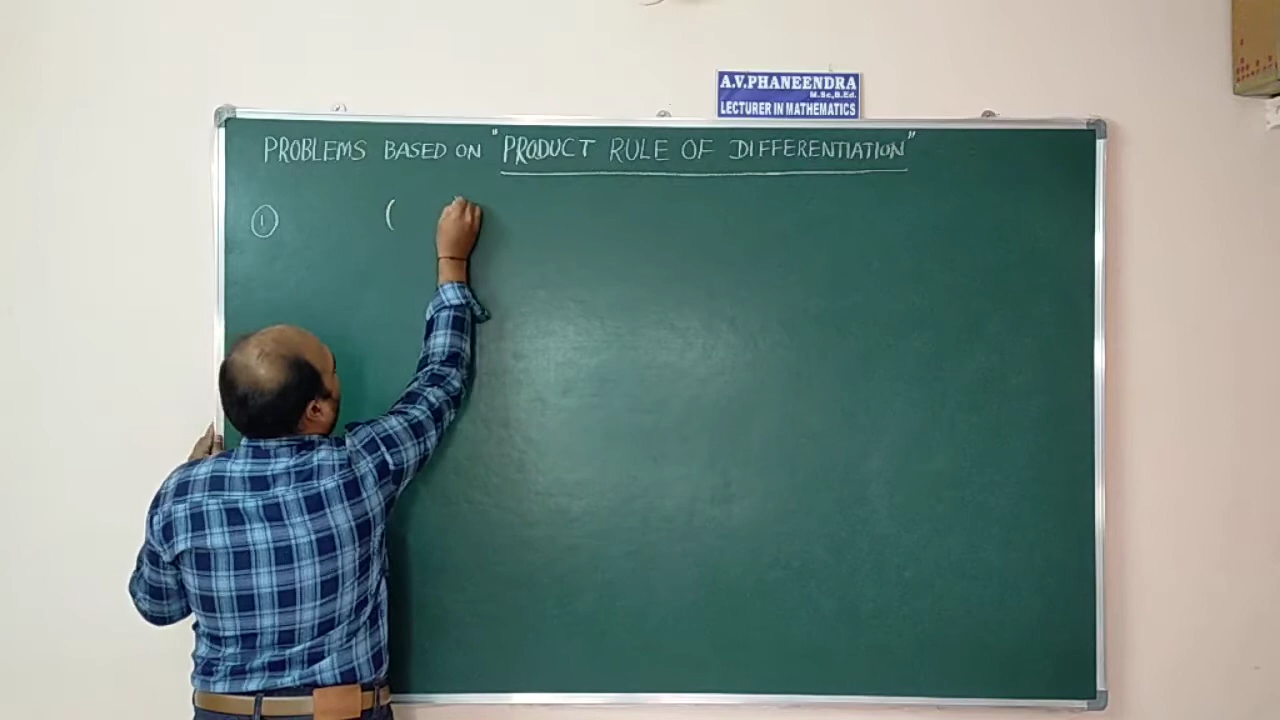 A.V.PHANEENDRA
M.Sc,B.Ed.
LECTURER IN MATHEMATICS
PROBLEMS BASED ON "PRODUCT RULE OF DIFFERENTIATION"
① (